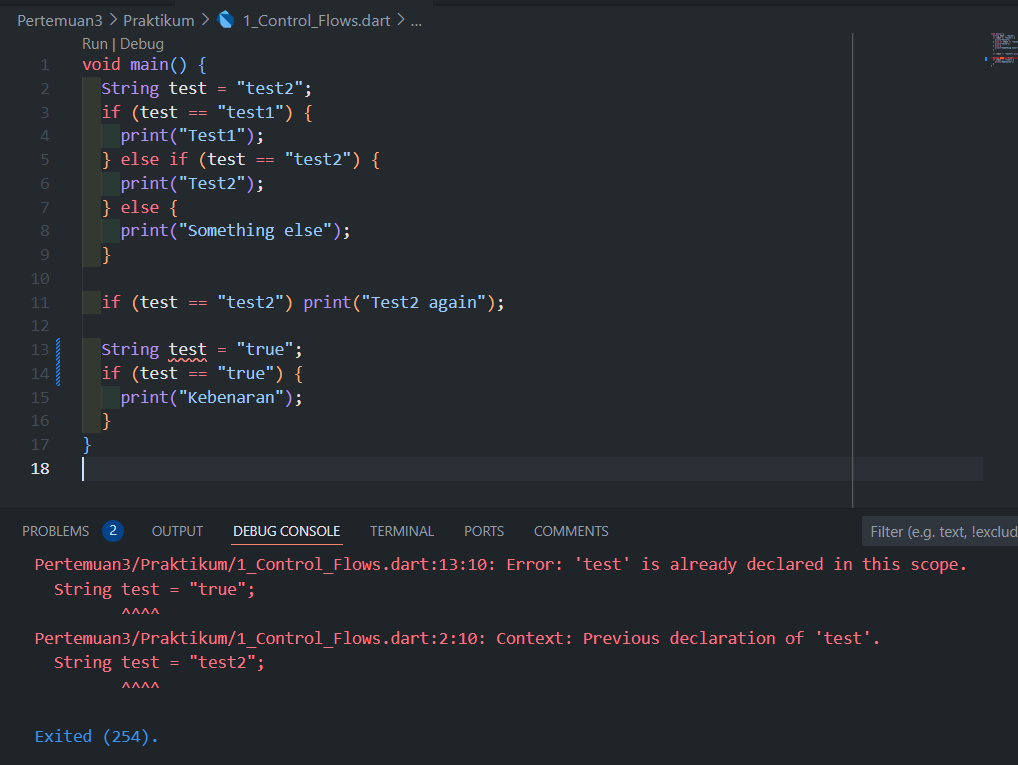 Pertemuan3 > Praktikum > 1_Control_Flows.dart > ...
Run | Debug
1 void main() {
2   String test = "test2";
3   if (test == "test1") {
4     print("Test1");
5   } else if (test == "test2") {
6     print("Test2");
7   } else {
8     print("Something else");
9   }
10
11   if (test == "test2") print("Test2 again");
12
13   String test = "true";
14   if (test == "true") {
15     print("Kebenaran");
16   }
17 }
18
PROBLEMS 2 OUTPUT DEBUG CONSOLE TERMINAL PORTS COMMENTS Filter (e.g. text, !exclud
Pertemuan3/Praktikum/1_Control_Flows.dart:13:10: Error: 'test' is already declared in this scope.
  String test = "true";
         ^^^^
Pertemuan3/Praktikum/1_Control_Flows.dart:2:10: Context: Previous declaration of 'test'.
  String test = "test2";
         ^^^^
Exited (254).